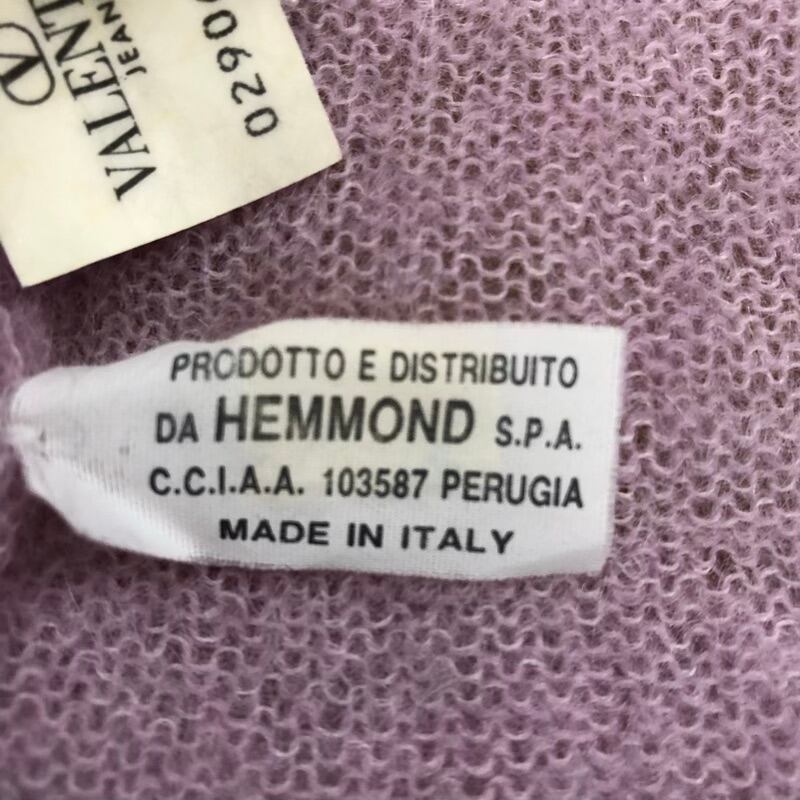 VALENT
JEAN
0290
PRODOTTO E DISTRIBUITO
DA HEMMOND S.P.A.
C.C.I.A.A. 103587 PERUGIA
MADE IN ITALY